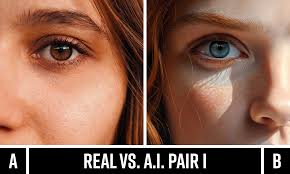 A REAL VS. A.I. PAIR I B